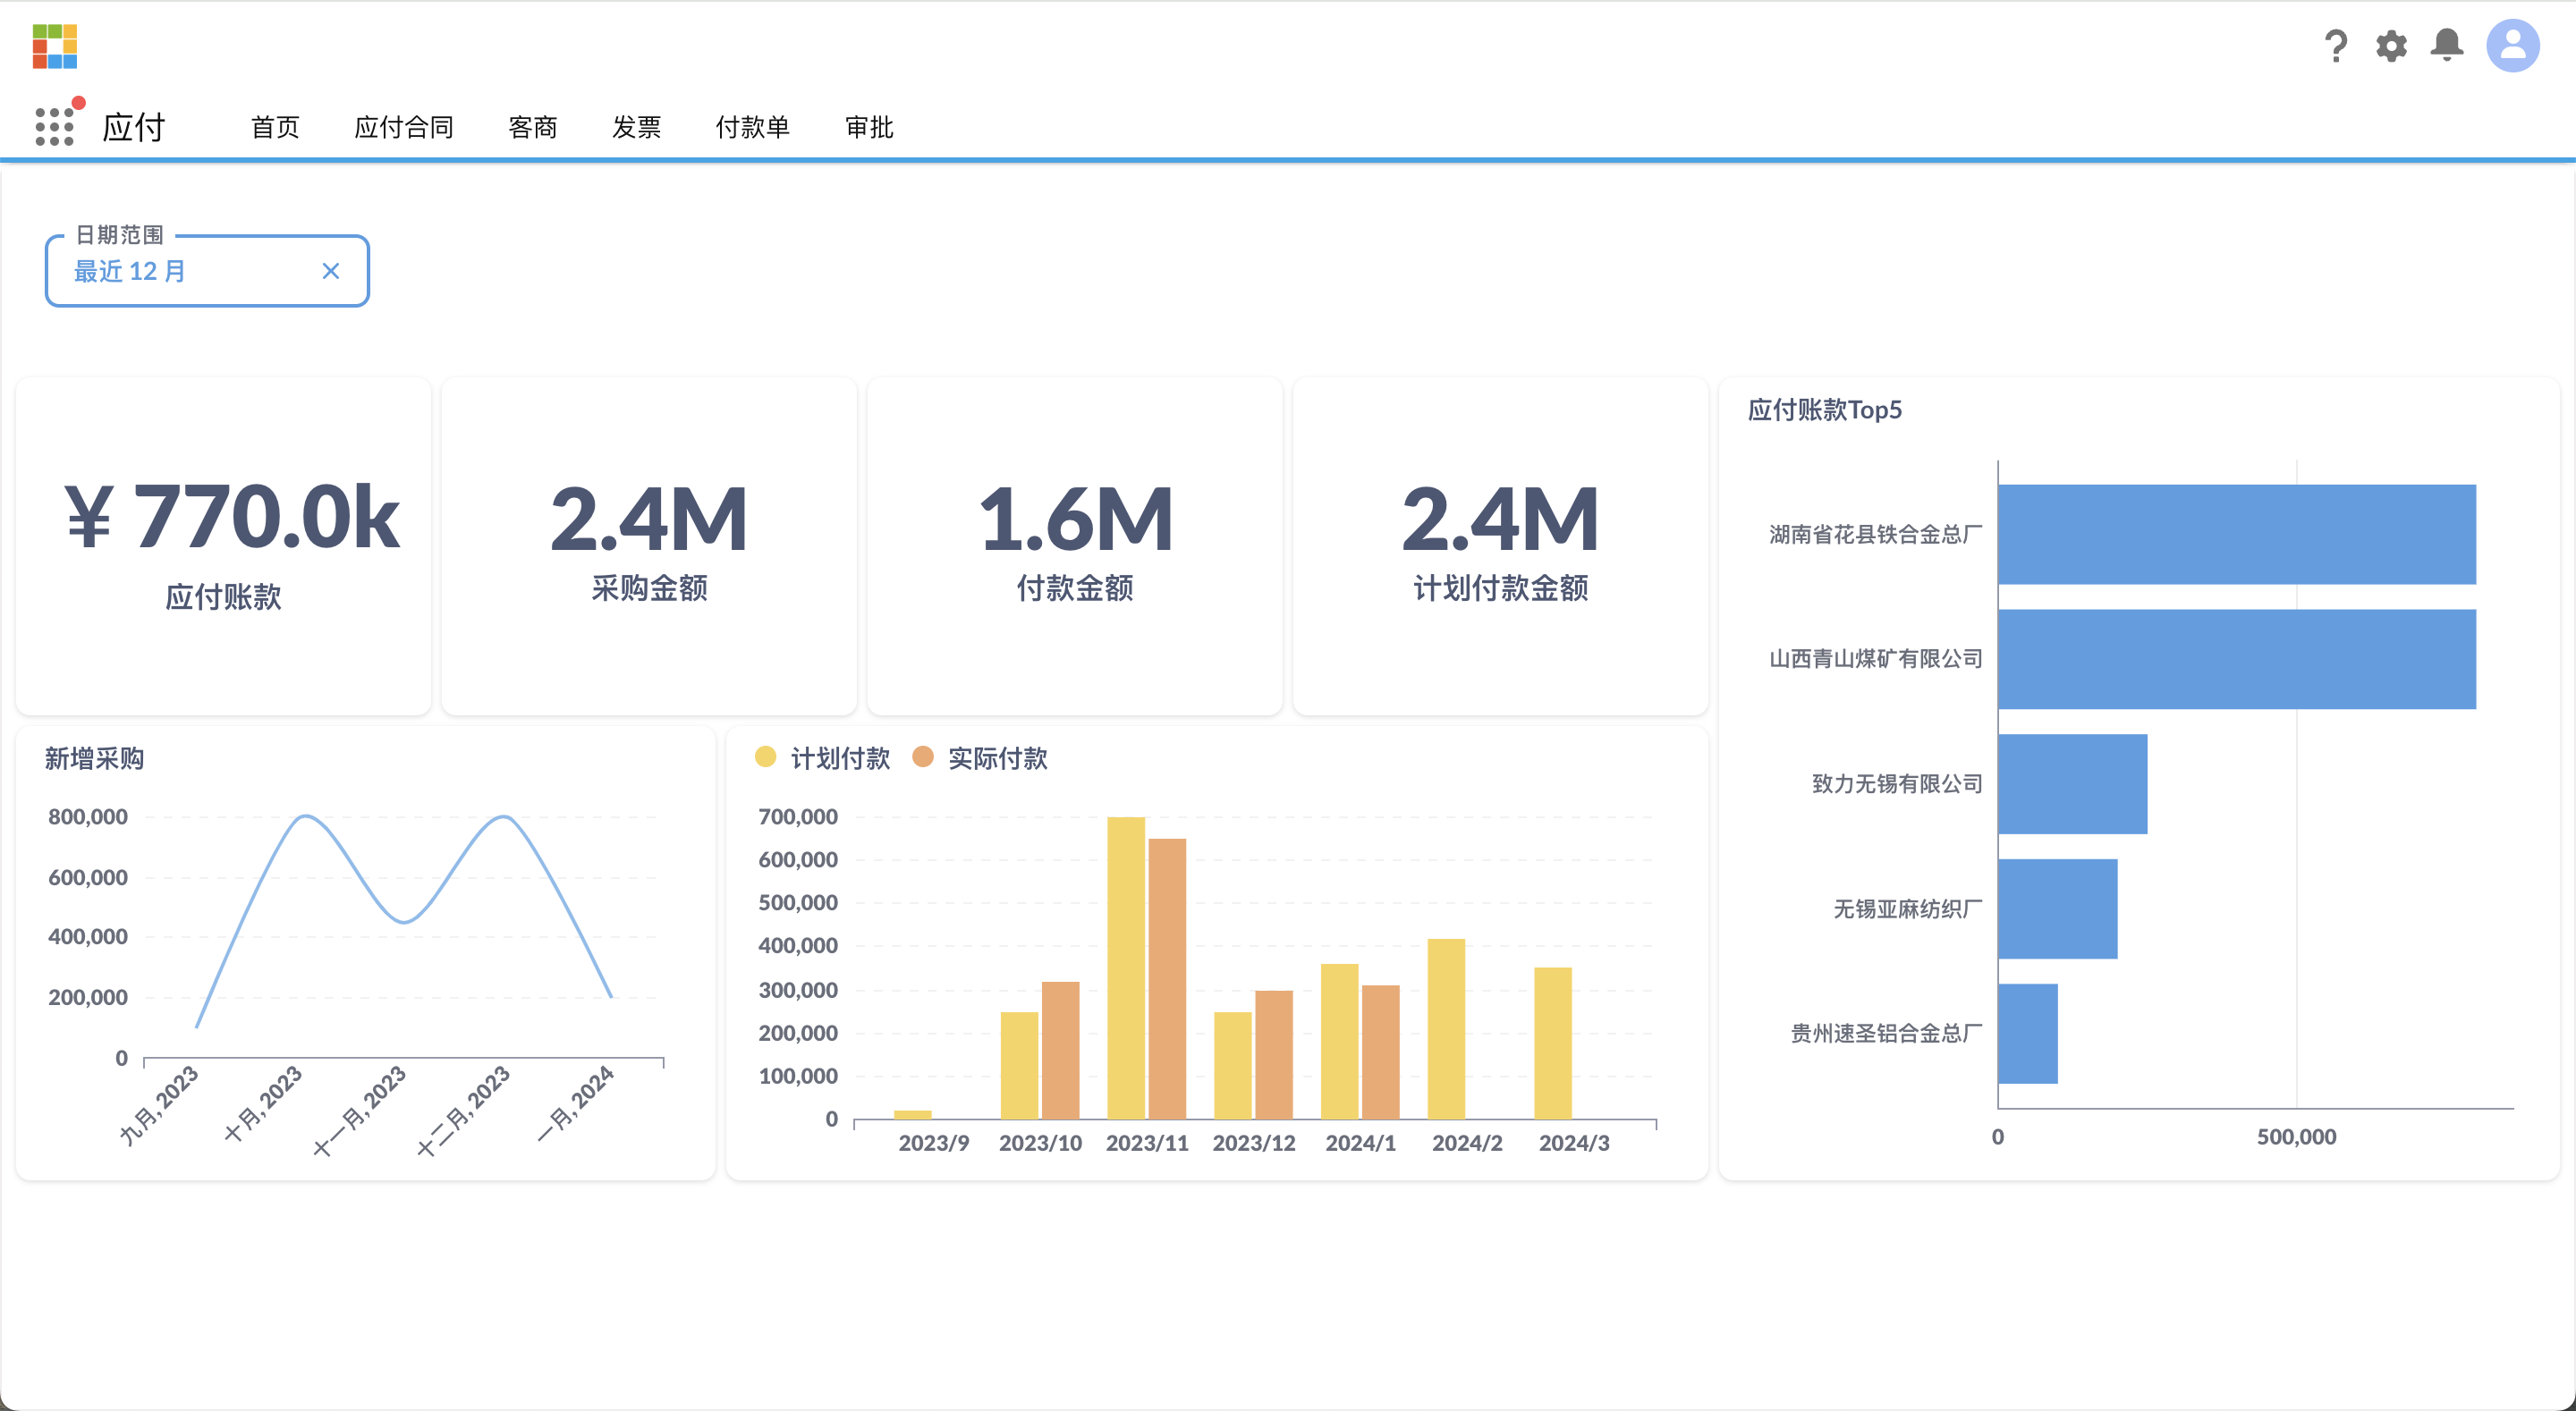 应付
首页
应付合同
客商
发票
付款单
审批
日期范围
最近 12 月
¥ 770.0k
应付账款
2.4M
采购金额
1.6M
付款金额
2.4M
计划付款金额
应付账款Top5
湖南省花县铁合金总厂
山西青山煤矿有限公司
致力无锡有限公司
无锡亚麻纺织厂
贵州速圣铝合金总厂
0
500,000
新增采购
800,000
600,000
400,000
200,000
0
九月,2023
十月,2023
十一月,2023
十二月,2023
一月,2024
计划付款
实际付款
700,000
600,000
500,000
400,000
300,000
200,000
100,000
0
2023/9
2023/10
2023/11
2023/12
2024/1
2024/2
2024/3